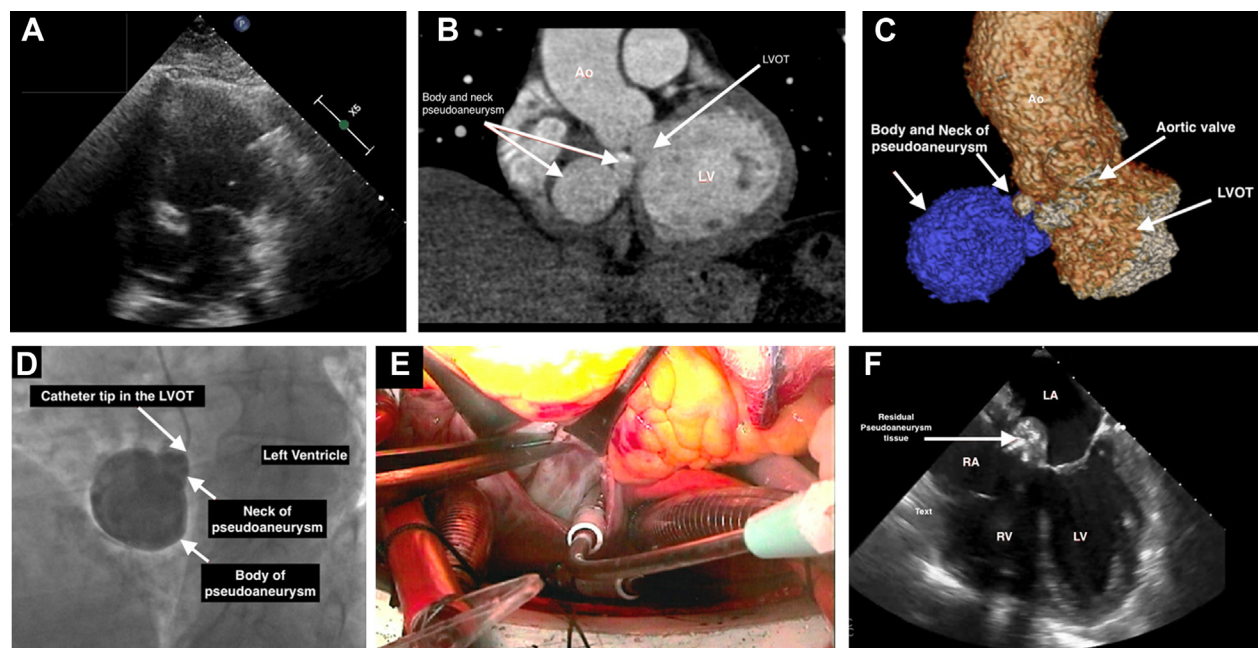 A
P
X5
B
Ao
LVOT
Body and neck
pseudoaneurysm
LV
C
Ao
Body and Neck of
pseudoaneurysm
Aortic valve
LVOT
D
Catheter tip in the LVOT
Left Ventricle
Neck of
pseudoaneurysm
Body of
pseudoaneurysm
E
F
LA
Residual
Pseudoaneurysm
tissue
RA
Text
RV
LV